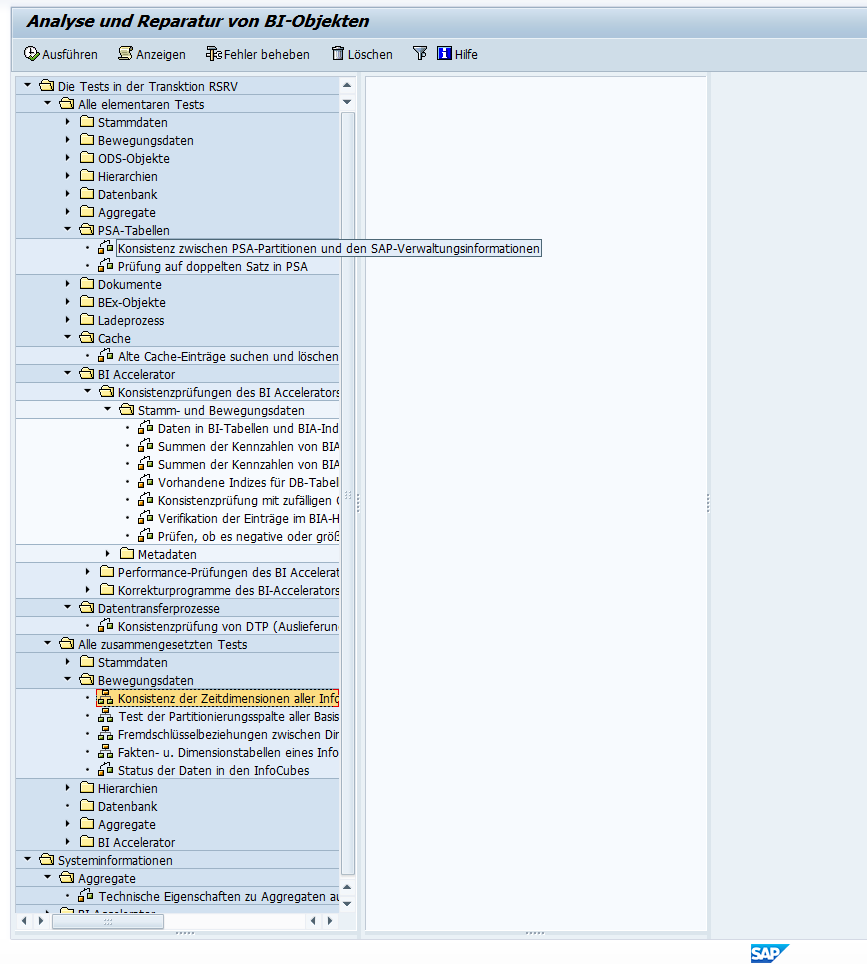 Analyse und Reparatur von BI-Objekten
Ausführen Anzeigen Fehler beheben Löschen Hilfe
Die Tests in der Transktion RSRV
Alle elementaren Tests
Stammdaten
Bewegungsdaten
ODS-Objekte
Hierarchien
Datenbank
Aggregate
PSA-Tabellen
Konsistenz zwischen PSA-Partitionen und den SAP-Verwaltungsinformationen
Prüfung auf doppelten Satz in PSA
Dokumente
BEx-Objekte
Ladeprozess
Cache
Alte Cache-Einträge suchen und löschen
BI Accelerator
Konsistenzprüfungen des BI Accelerators
Stamm- und Bewegungsdaten
Daten in BI-Tabellen und BIA-Ind
Summen der Kennzahlen von BIA
Summen der Kennzahlen von BIA
Vorhandene Indizes für DB-Tabel
Konsistenzprüfung mit zufälligen
Verifikation der Einträge im BIA-H
Prüfen, ob es negative oder größ
Metadaten
Performance-Prüfungen des BI Accelerat
Korrekturprogramme des BI-Accelerators
Datentransferprozesse
Konsistenzprüfung von DTP (Auslieferun
Alle zusammengesetzten Tests
Stammdaten
Bewegungsdaten
Konsistenz der Zeitdimensionen aller Info
Test der Partitionierungsspalte aller Basis
Fremdschlüsselbeziehungen zwischen Dim
Fakten- u. Dimensionstabellen eines Info
Status der Daten in den InfoCubes
Hierarchien
Datenbank
Aggregate
BI Accelerator
Systeminformationen
Aggregate
Technische Eigenschaften zu Aggregaten au
BI Accelerator
SAP